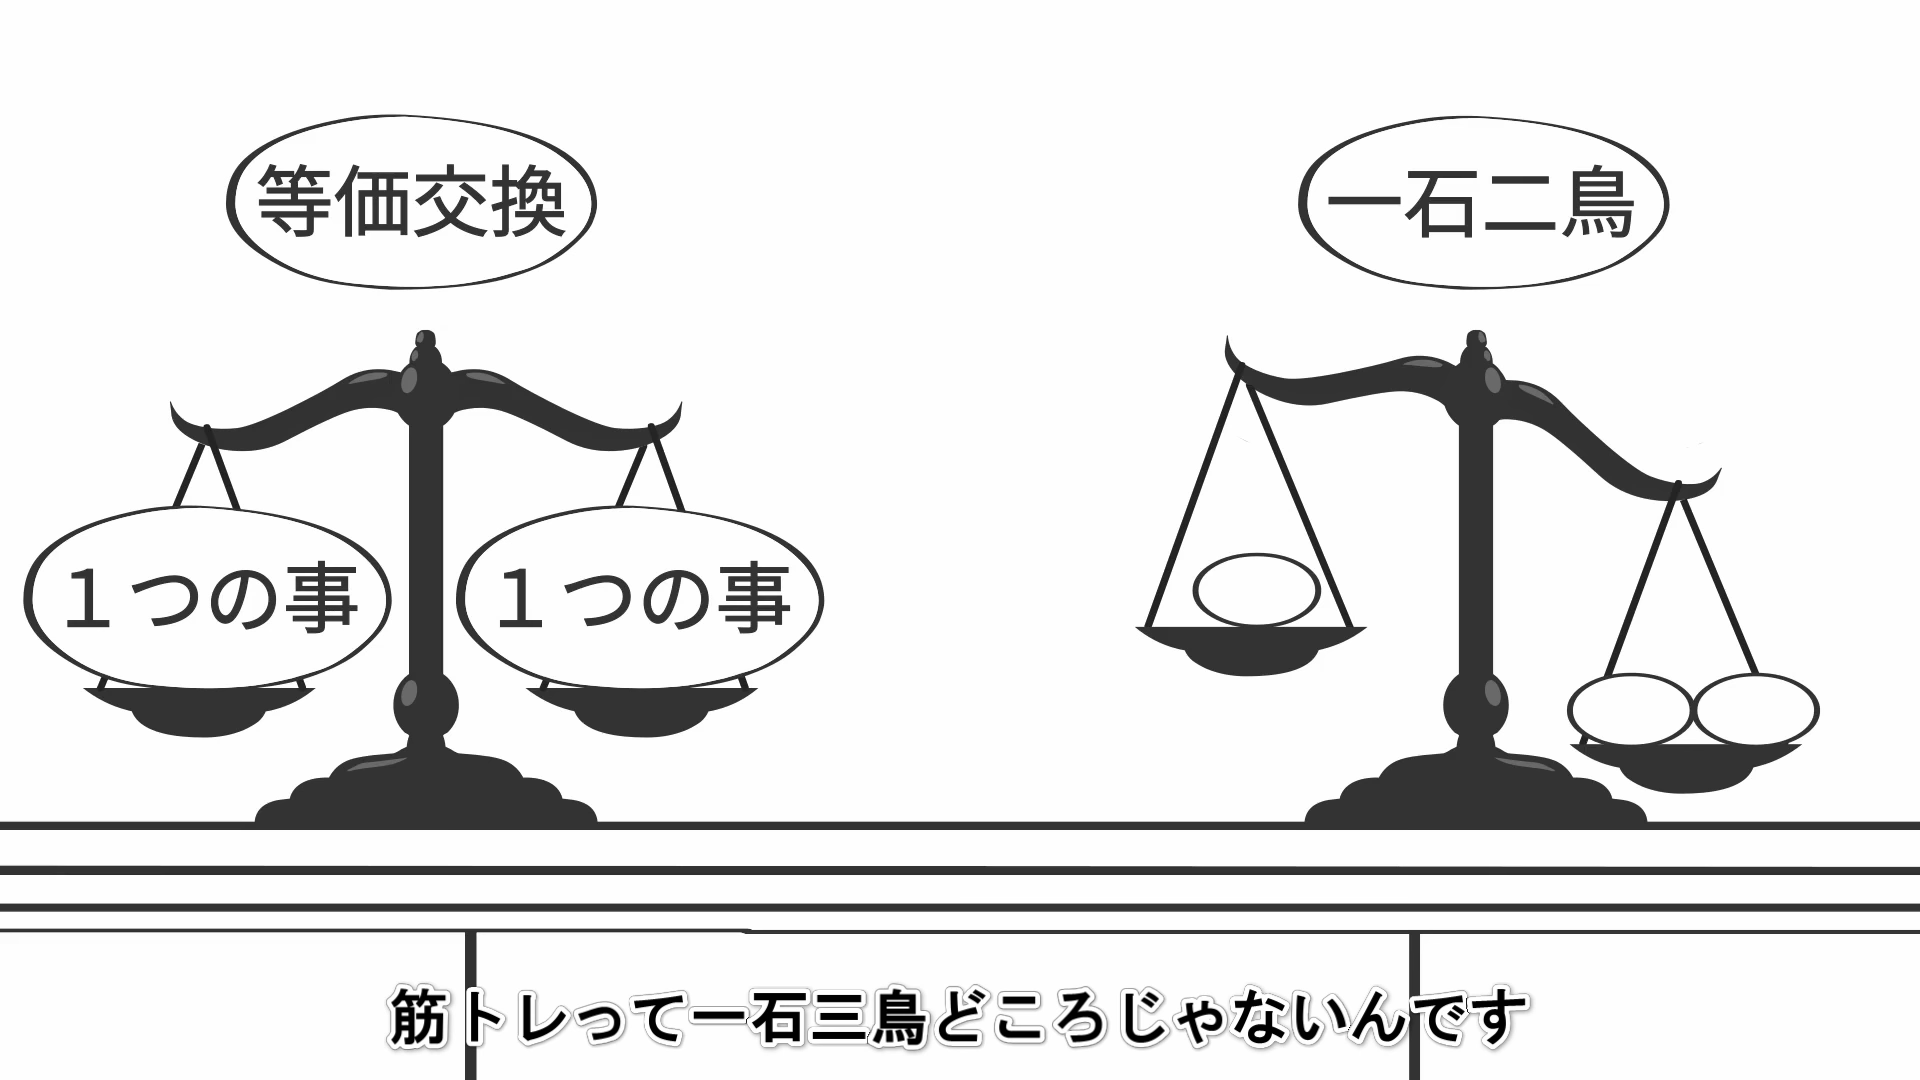 等価交換
一石二鳥
１つの事
１つの事
筋トレって一石三鳥どころじゃないんです